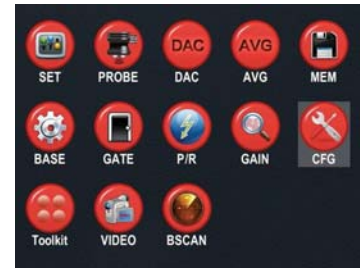 DAC AVG
SET PROBE DAC AVG MEM
BASE GATE P/R GAIN CFG
Toolkit VIDEO BSCAN